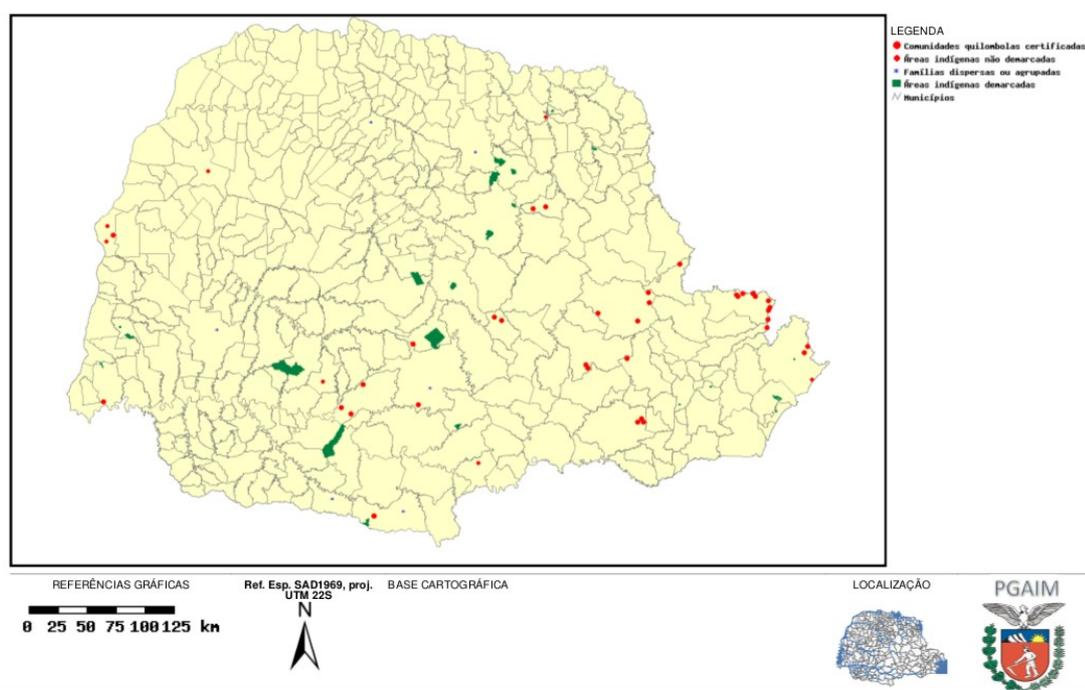 LEGENDA
Comunidades quilombolas certificadas
Áreas indígenas não demarcadas
Famílias dispersas ou agrupadas
Áreas indígenas demarcadas
Municípios
REFERÊNCIAS GRÁFICAS
Ref. Esp. SAD1969, proj.
UTM 22S
BASE CARTOGRÁFICA
LOCALIZAÇÃO
PGAIM
N
0 25 50 75 100 125 km